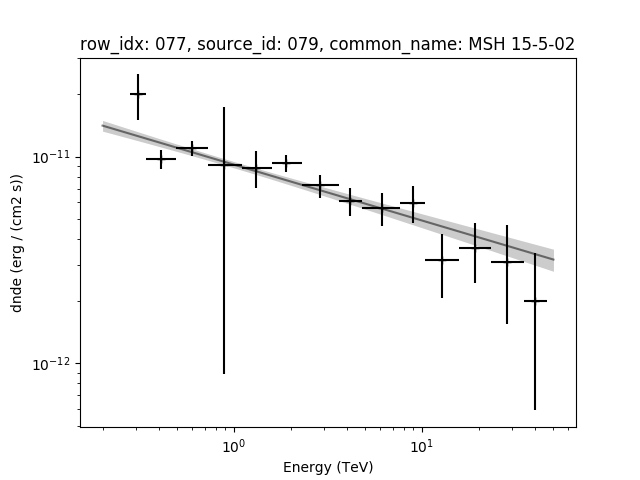 row_idx: 077, source_id: 079, common_name: MSH 15-5-02
dnde (erg / (cm2 s))
10⁻¹¹
10⁻¹²
10⁰
10¹
Energy (TeV)